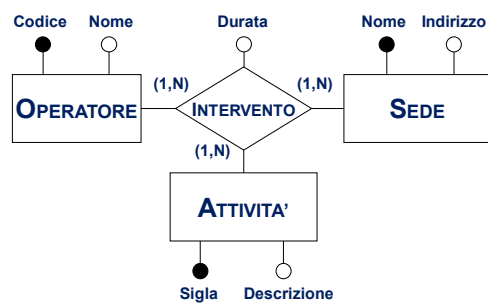 Codice Nome Durata Nome Indirizzo
(1,N) (1,N)
OPERATORE INTERVENTO SEDE
(1,N)
ATTIVITA'
Sigla Descrizione